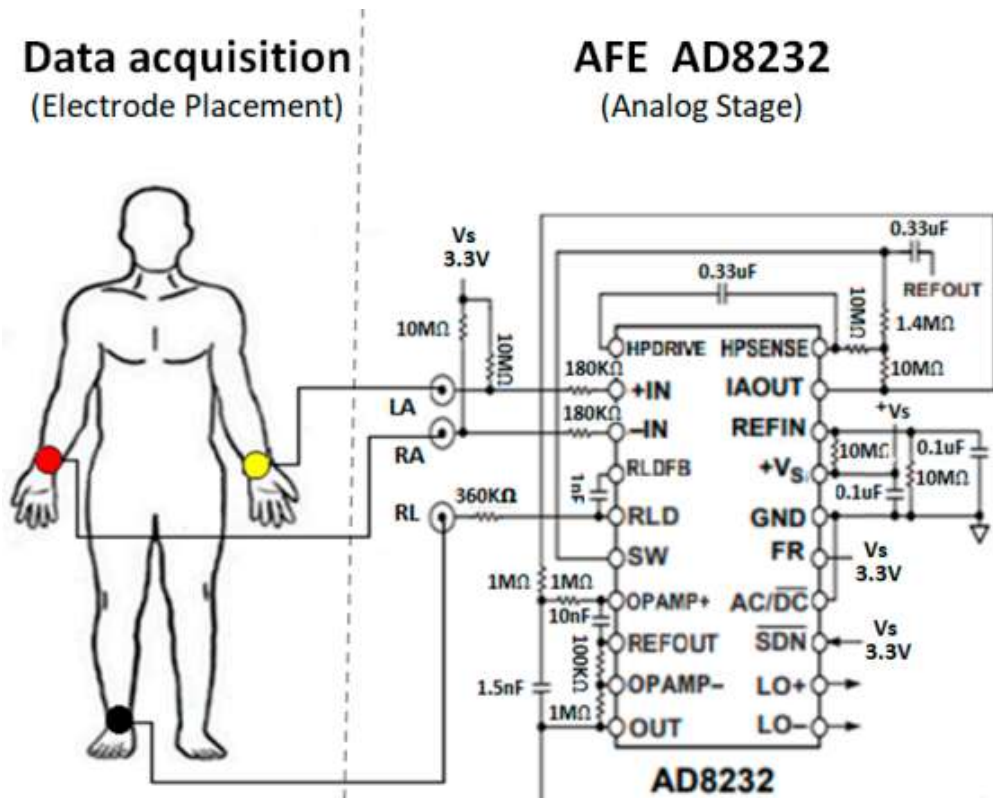 Data acquisition
(Electrode Placement)
AFE AD8232
(Analog Stage)
Vs
3.3V
10MΩ
10MΩ
LA
RA
RL
180KΩ
180KΩ
360KΩ
1nF
0.33uF
0.33uF
REFOUT
10MΩ
1.4MΩ
10MΩ
HPDRIVE
HPSENSE
+IN
IAOUT
-IN
REFIN
RLDFB
+Vs
RLD
GND
SW
FR
OPAMP+
AC/DC
REFOUT
SDN
OPAMP-
LO+
OUT
LO-
+Vs
10MΩ
0.1uF
0.1uF
10MΩ
Vs
3.3V
Vs
3.3V
1MΩ
1MΩ
10nF
100KΩ
1.5nF
1MΩ
AD8232